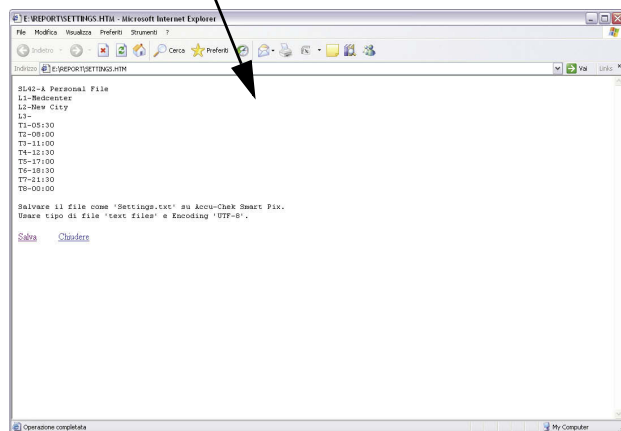 E:\REPORT\SETTINGS.HTM - Microsoft Internet Explorer
File Modifica Visualizza Preferiti Strumenti ?
Indietro Cerca Preferiti
Indirizzo E:\REPORT\SETTINGS.HTM Vai Links
SL42-A Personal File
L1-Medcenter
L2-New City
L3-
T1-05:30
T2-08:00
T3-11:00
T4-12:30
T5-17:00
T6-18:30
T7-21:30
T8-00:00
Salvare il file come 'Settings.txt' su Accu-Chek Smart Pix.
Usare tipo di file 'text files' e Encoding 'UTF-8'.
Salva Chiudere
Operazione completata My Computer